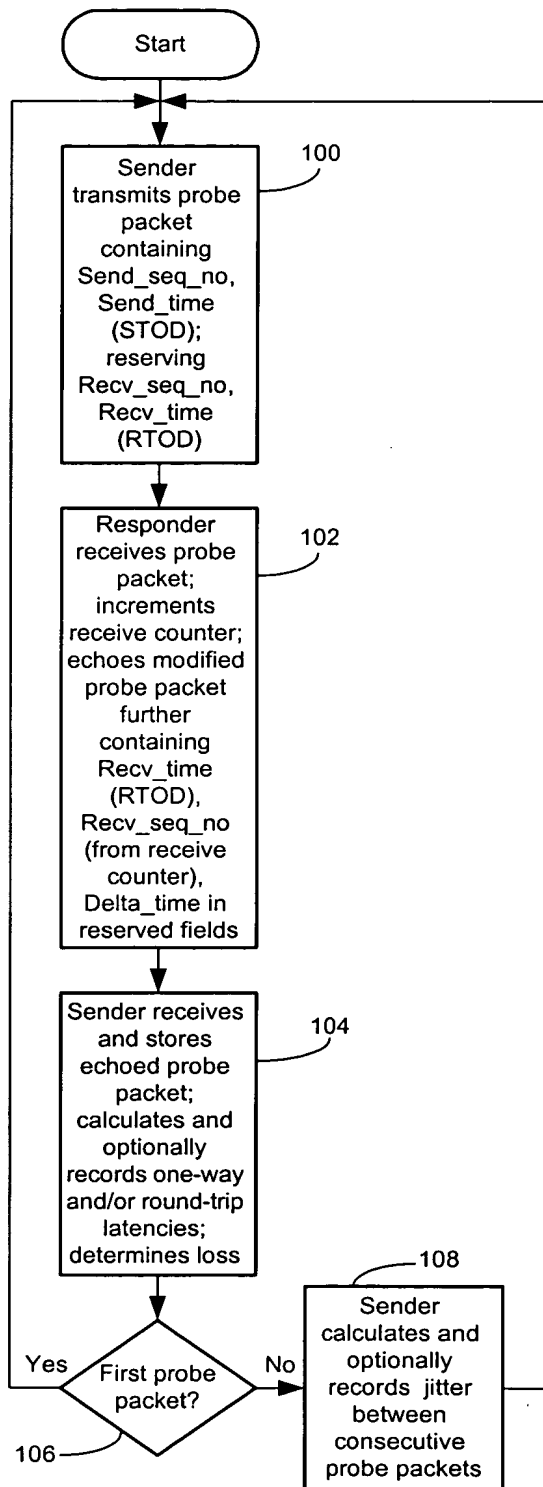 Start
100
Sender
transmits probe
packet
containing
Send_seq_no,
Send_time
(STOD);
reserving
Recv_seq_no,
Recv_time
(RTOD)
102
Responder
receives probe
packet;
increments
receive counter;
echoes modified
probe packet
further
containing
Recv_time
(RTOD),
Recv_seq_no
(from receive
counter),
Delta_time in
reserved fields
104
Sender receives
and stores
echoed probe
packet;
calculates and
optionally
records one-way
and/or round-trip
latencies;
determines loss
Yes
First probe
packet?
No
106
108
Sender
calculates and
optionally
records jitter
between
consecutive
probe packets